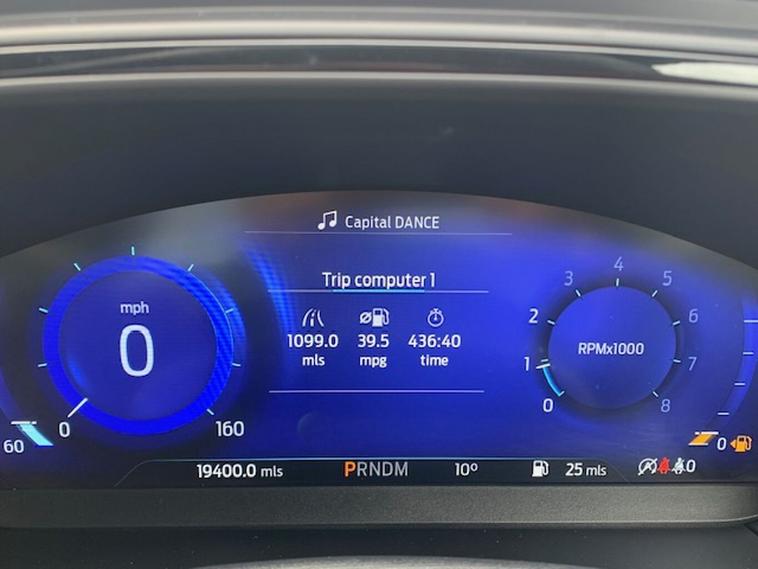 Capital DANCE
Trip computer 1
mph
0
0 160
60
1099.0 39.5 436:40
mls mpg time
0 1 2 3 4 5 6 7 8
RPMx1000
0
19400.0 mls PRNDM 10° 25 mls 0